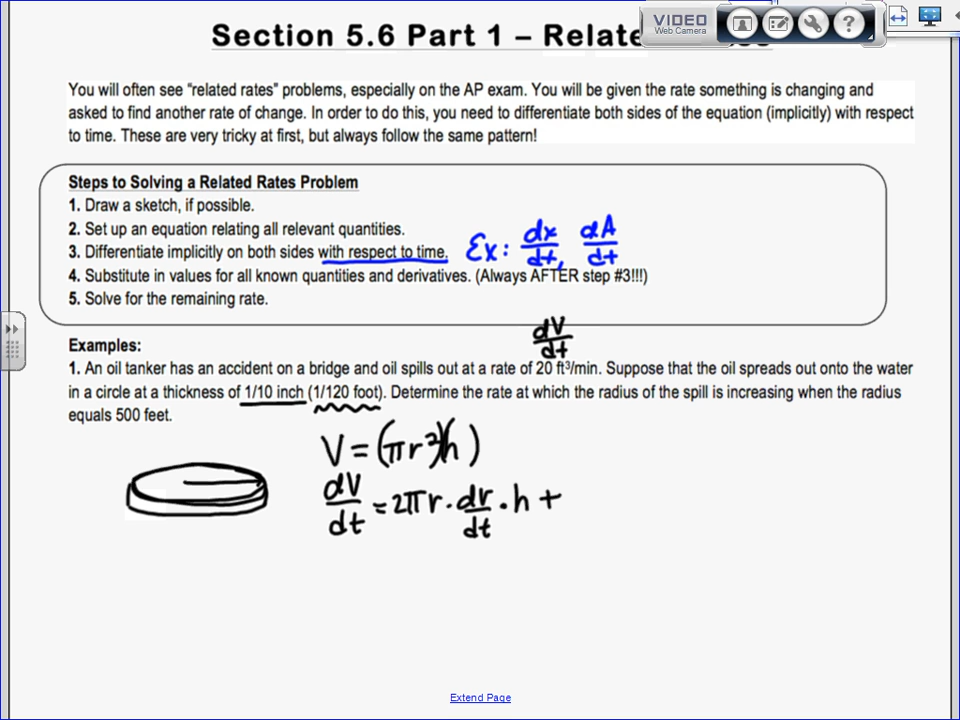 VIDEO
Web Camera
Section 5.6 Part 1 – Relate
You will often see “related rates” problems, especially on the AP exam. You will be given the rate something is changing and
asked to find another rate of change. In order to do this, you need to differentiate both sides of the equation (implicitly) with respect
to time. These are very tricky at first, but always follow the same pattern!
Steps to Solving a Related Rates Problem
1. Draw a sketch, if possible.
2. Set up an equation relating all relevant quantities.
3. Differentiate implicitly on both sides with respect to time. Ex: dx/dt, dA/dt
4. Substitute in values for all known quantities and derivatives. (Always AFTER step #3!!!)
5. Solve for the remaining rate.
dV/dt
Examples:
1. An oil tanker has an accident on a bridge and oil spills out at a rate of 20 ft³/min. Suppose that the oil spreads out onto the water
in a circle at a thickness of 1/10 inch (1/120 foot). Determine the rate at which the radius of the spill is increasing when the radius
equals 500 feet.
V = (πr²)(h)
dV/dt = 2πr · dr/dt · h +
Extend Page